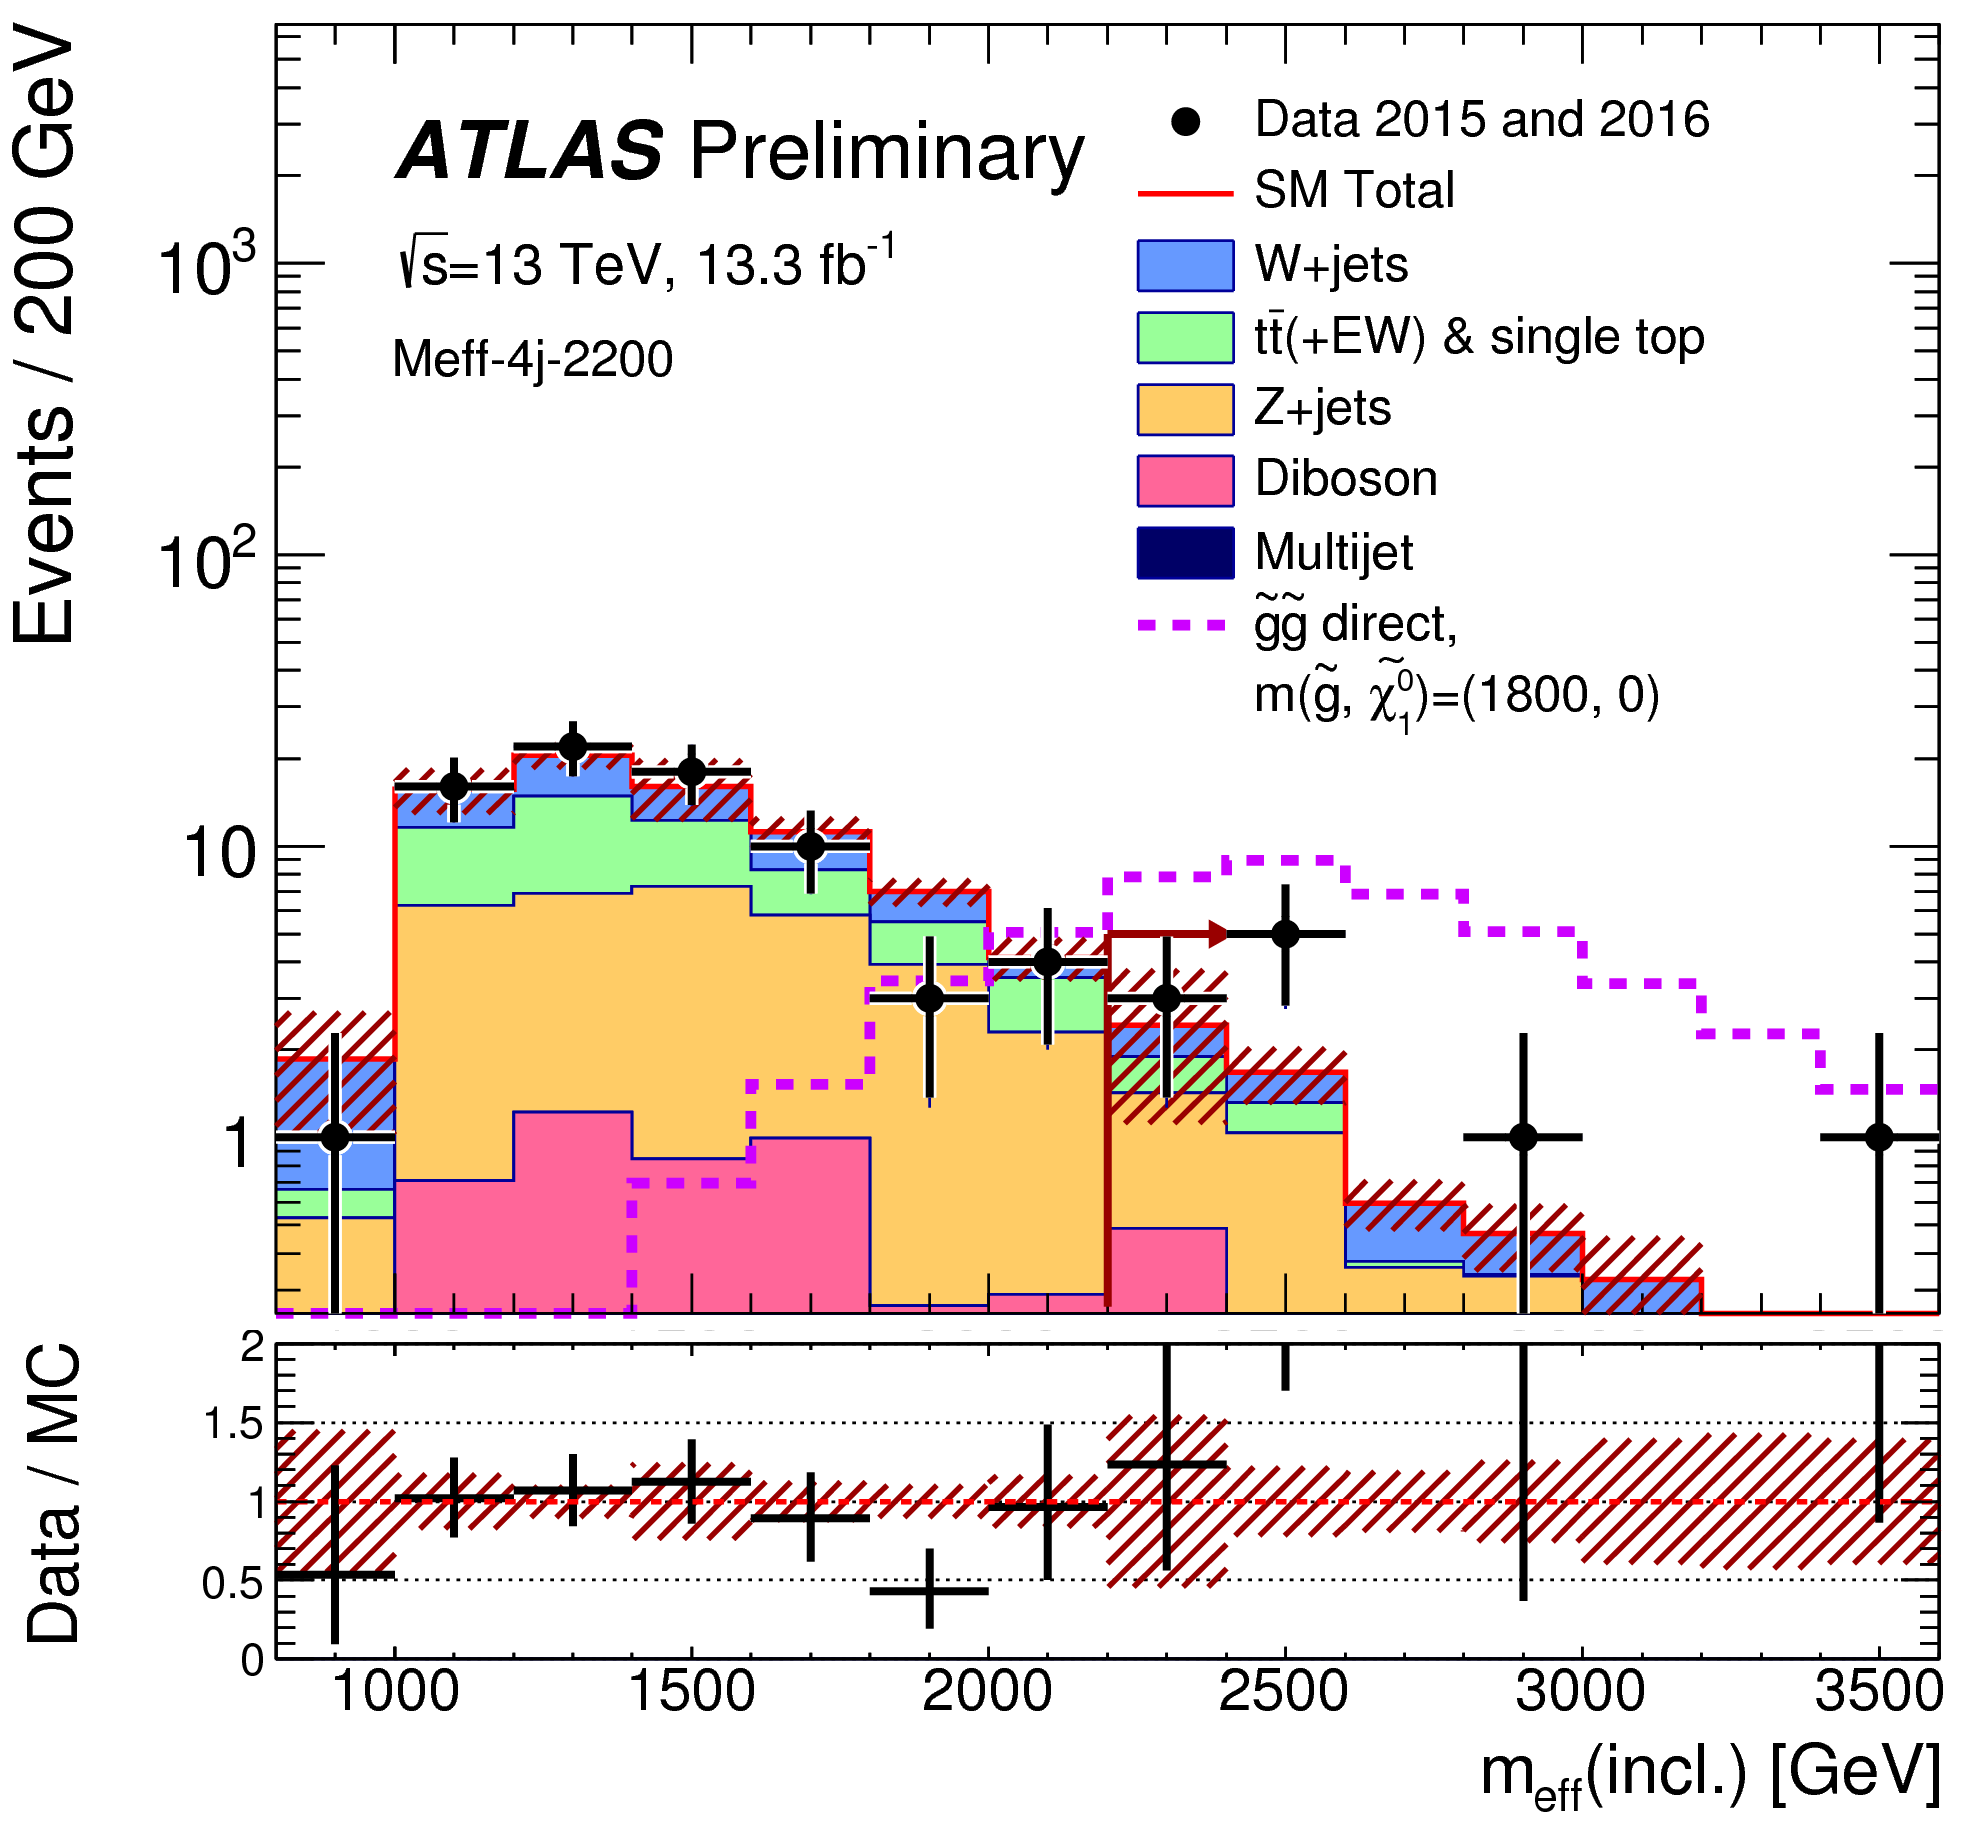 Events / 200 GeV
10³
10²
10
1
ATLAS Preliminary
√s=13 TeV, 13.3 fb⁻¹
Meff-4j-2200
Data 2015 and 2016
SM Total
W+jets
tt̄(+EW) & single top
Z+jets
Diboson
Multijet
g̃g̃ direct,
m(g̃, χ̃⁰₁)=(1800, 0)
Data / MC
2
1.5
1
0.5
0
1000 1500 2000 2500 3000 3500
m_eff(incl.) [GeV]